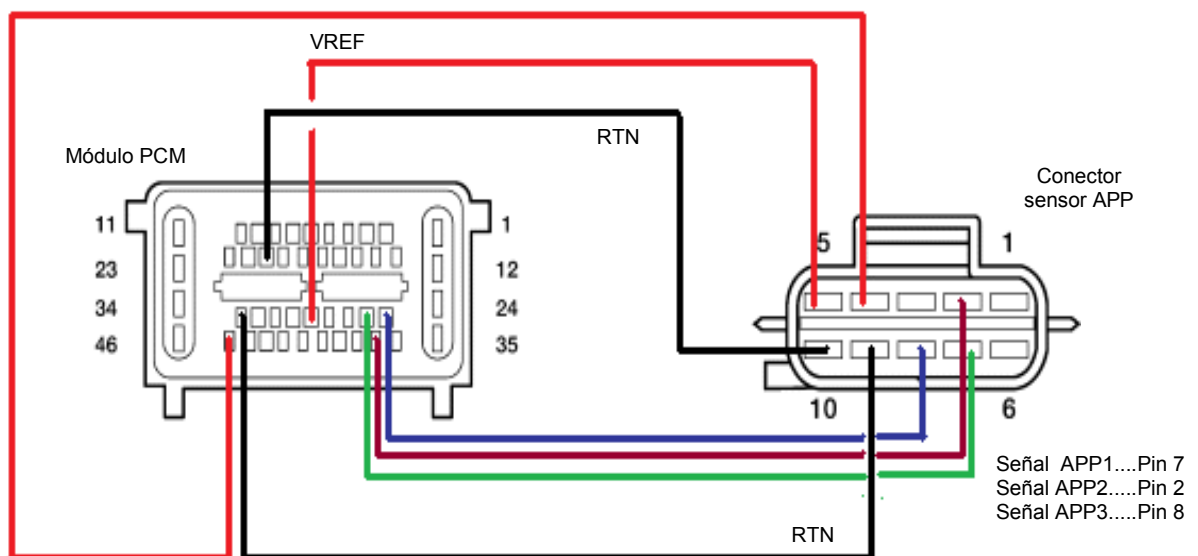 VREF
RTN
Módulo PCM
Conector
sensor APP
11
1
5
1
23
12
34
24
46
35
10
6
Señal APP1....Pin 7
Señal APP2.....Pin 2
Señal APP3.....Pin 8
RTN